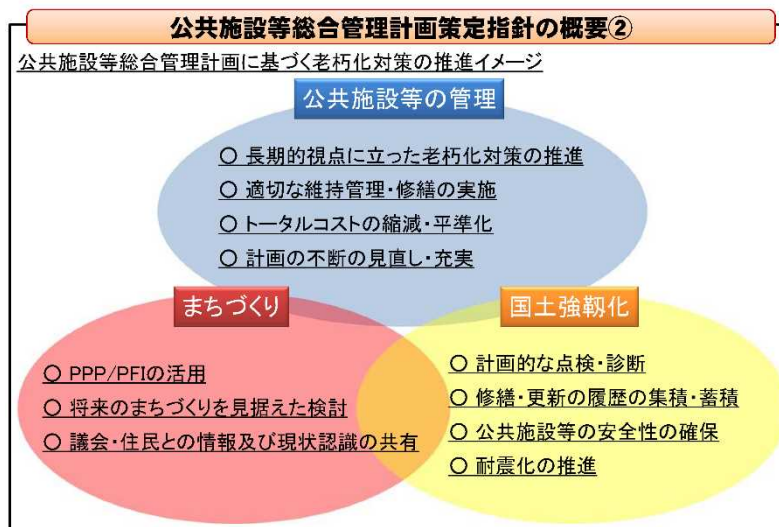 公共施設等総合管理計画策定指針の概要②
公共施設等総合管理計画に基づく老朽化対策の推進イメージ
公共施設等の管理
○ 長期的視点に立った老朽化対策の推進
○ 適切な維持管理・修繕の実施
○ トータルコストの縮減・平準化
○ 計画の不断の見直し・充実
まちづくり
○ PPP/PFIの活用
○ 将来のまちづくりを見据えた検討
○ 議会・住民との情報及び現状認識の共有
国土強靱化
○ 計画的な点検・診断
○ 修繕・更新の履歴の集積・蓄積
○ 公共施設等の安全性の確保
○ 耐震化の推進